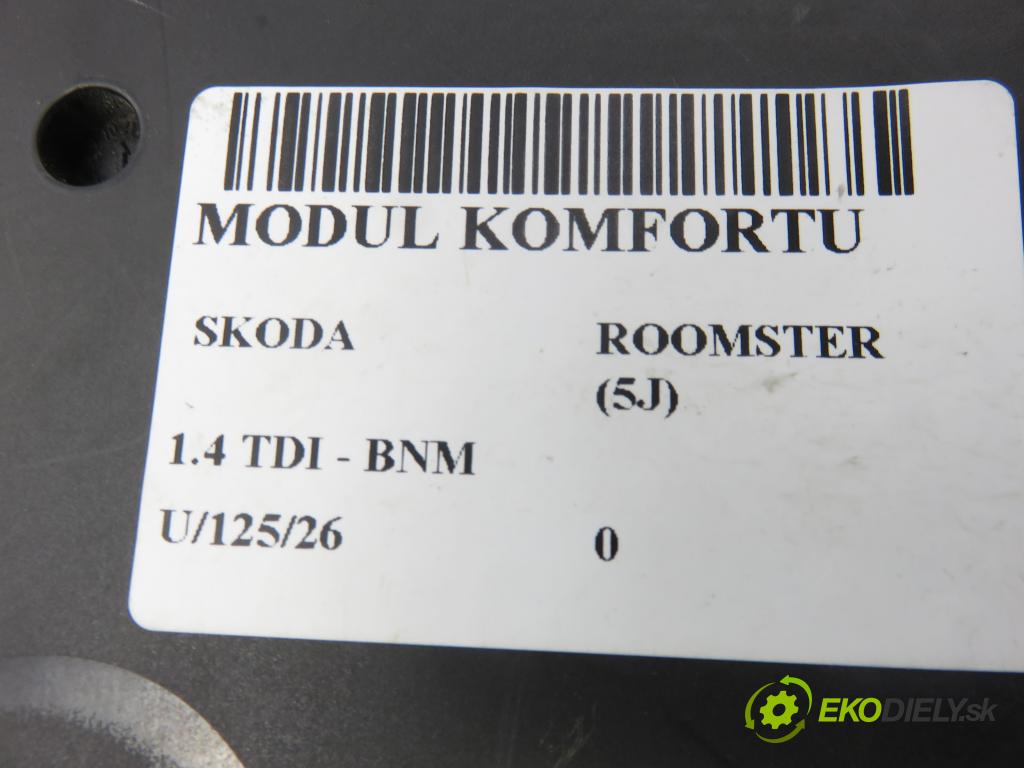 MODUL KOMFORTU
SKODA ROOMSTER
(5J)
1.4 TDI - BNM
U/125/26 0
EKODIELY.sk